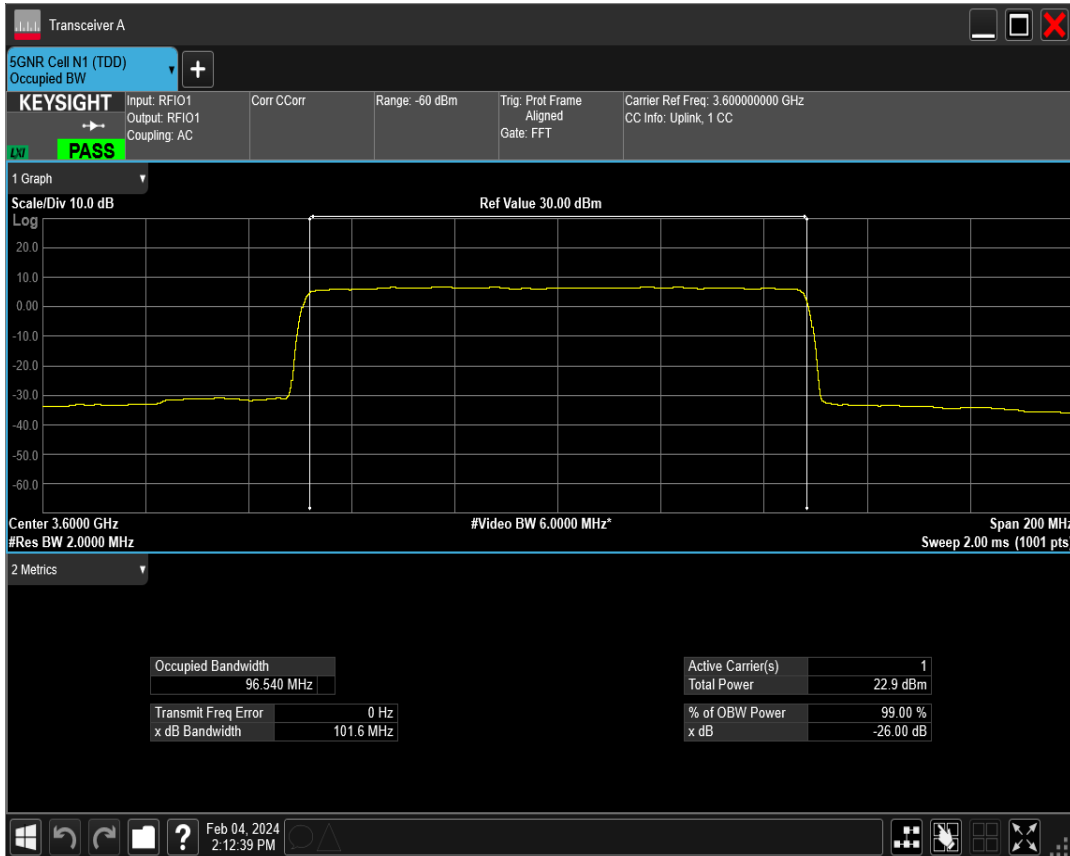 Transceiver A
5GNR Cell N1 (TDD)
Occupied BW
+
KEYSIGHT
LXI
PASS
Input: RFIO1
Output: RFIO1
Coupling: AC
Corr CCorr
Range: -60 dBm
Trig: Prot Frame
Aligned
Gate: FFT
Carrier Ref Freq: 3.600000000 GHz
CC Info: Uplink, 1 CC
1 Graph
Scale/Div 10.0 dB
Ref Value 30.00 dBm
Log
20.0
10.0
0.00
-10.0
-20.0
-30.0
-40.0
-50.0
-60.0
Center 3.6000 GHz
#Video BW 6.0000 MHz*
Span 200 MHz
#Res BW 2.0000 MHz
Sweep 2.00 ms (1001 pts)
2 Metrics
Occupied Bandwidth
96.540 MHz
Transmit Freq Error 0 Hz
x dB Bandwidth 101.6 MHz
Active Carrier(s) 1
Total Power 22.9 dBm
% of OBW Power 99.00 %
x dB -26.00 dB
?
Feb 04, 2024
2:12:39 PM